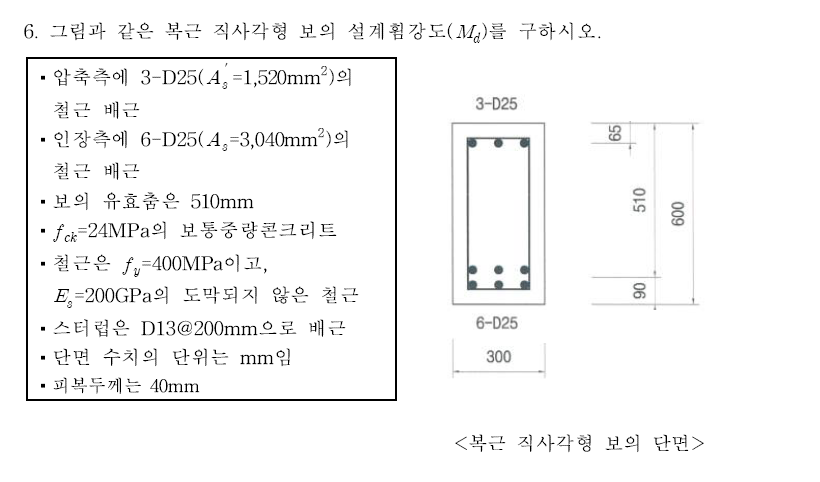 6. 그림과 같은 복근 직사각형 보의 설계휨강도(M_d)를 구하시오.
▪ 압축측에 3-D25(A_s'=1,520mm²)의
철근 배근
▪ 인장측에 6-D25(A_s=3,040mm²)의
철근 배근
▪ 보의 유효춤은 510mm
▪ f_ck=24MPa의 보통중량콘크리트
▪ 철근은 f_y=400MPa이고,
E_s=200GPa의 도막되지 않은 철근
▪ 스터럽은 D13@200mm으로 배근
▪ 단면 수치의 단위는 mm임
▪ 피복두께는 40mm
3-D25
65
510
600
90
6-D25
300
<복근 직사각형 보의 단면>